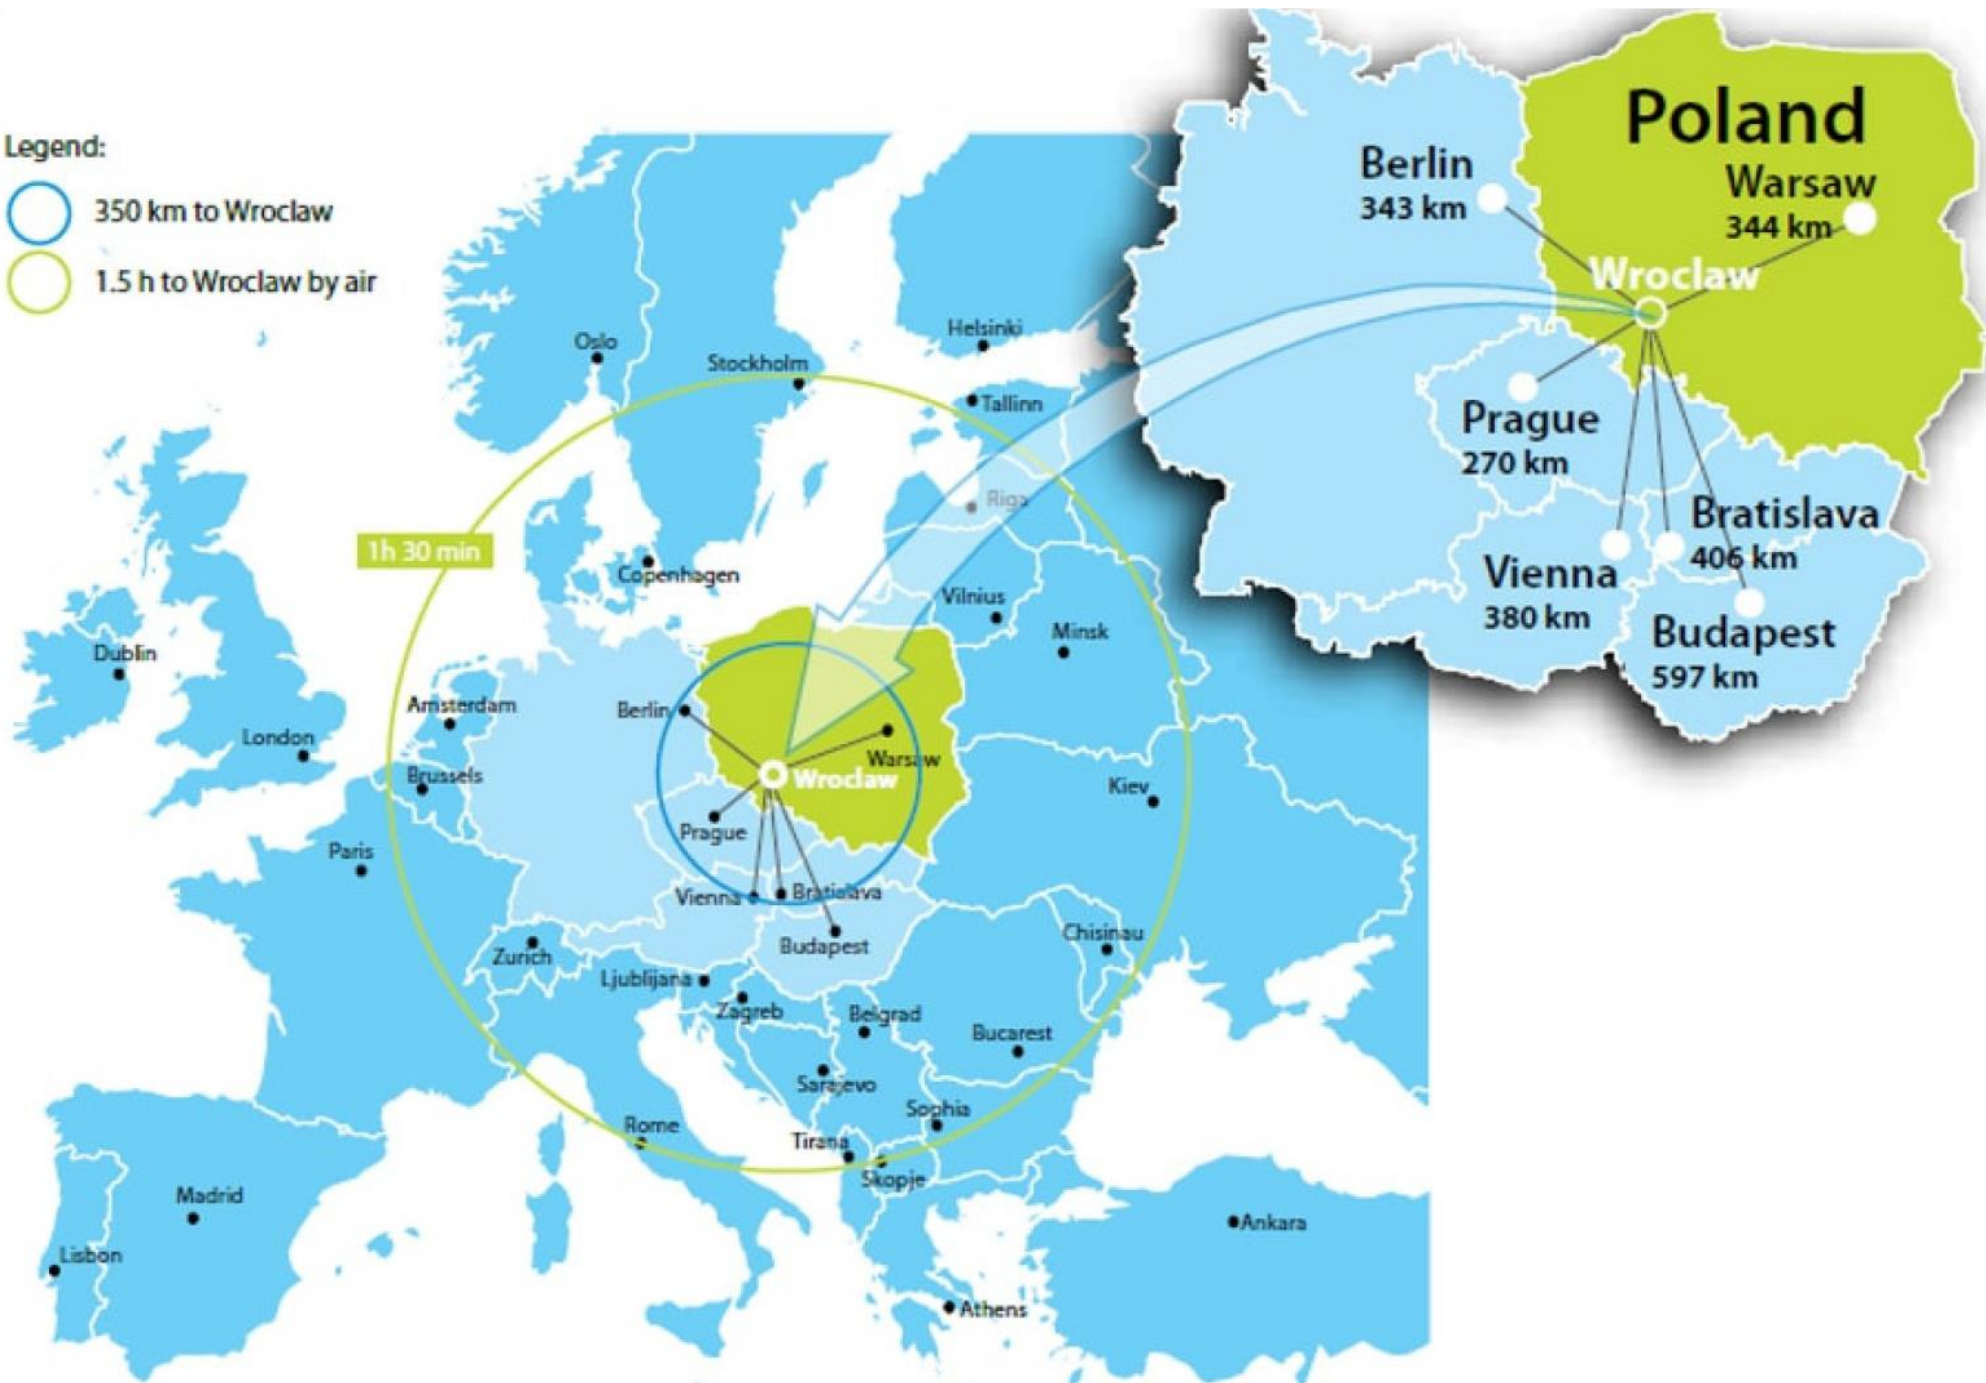 Legend:
350 km to Wroclaw
1.5 h to Wroclaw by air
Poland
Berlin
343 km
Warsaw
344 km
Wroclaw
Prague
270 km
Bratislava
406 km
Vienna
380 km
Budapest
597 km
Oslo
Stockholm
Helsinki
Tallinn
Riga
1h 30 min
Copenhagen
Vilnius
Minsk
Dublin
Amsterdam
Berlin
London
Warsaw
Brussels
Wroclaw
Kiev
Prague
Paris
Vienna
Bratislava
Budapest
Chisinau
Zurich
Ljublijana
Zagreb
Belgrad
Bucarest
Sarajevo
Sophia
Rome
Tirana
Skopje
Madrid
Ankara
Lisbon
Athens